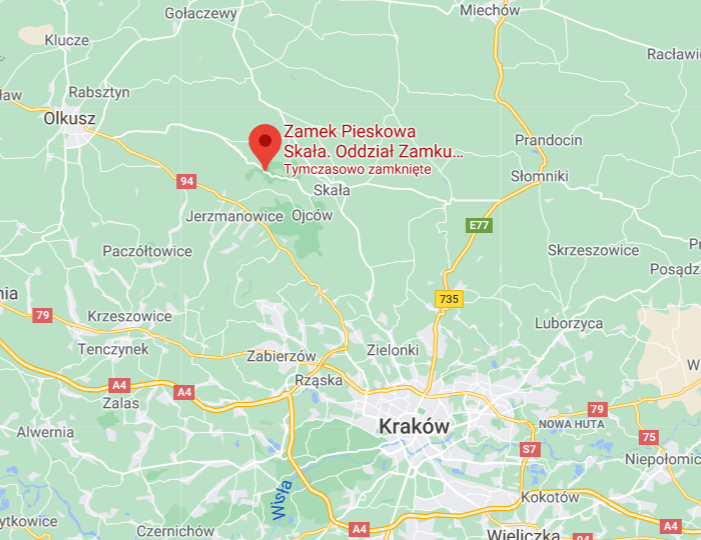 Gołaczewy
Miechów
Klucze
Racławi
Rabsztyn
ław
Olkusz
Zamek Pieskowa
Skała. Oddział Zamku...
Tymczasowo zamknięte
Prandocin
94
Skała
Słomniki
Jerzmanowice
Ojców
E77
Paczółtowice
Skrzeszowice
Pr
Posądz
nia
735
79
Krzeszowice
Luborzyca
Tenczynek
Zabierzów
Zielonki
W
Rząska
A4
A4
Zalas
79
Kraków
NOWA HUTA
Alwernia
75
S7
Niepołomic
Wisła
Kokotów
ytkowice
Czernichów
A4
A4
Wieliczka
94